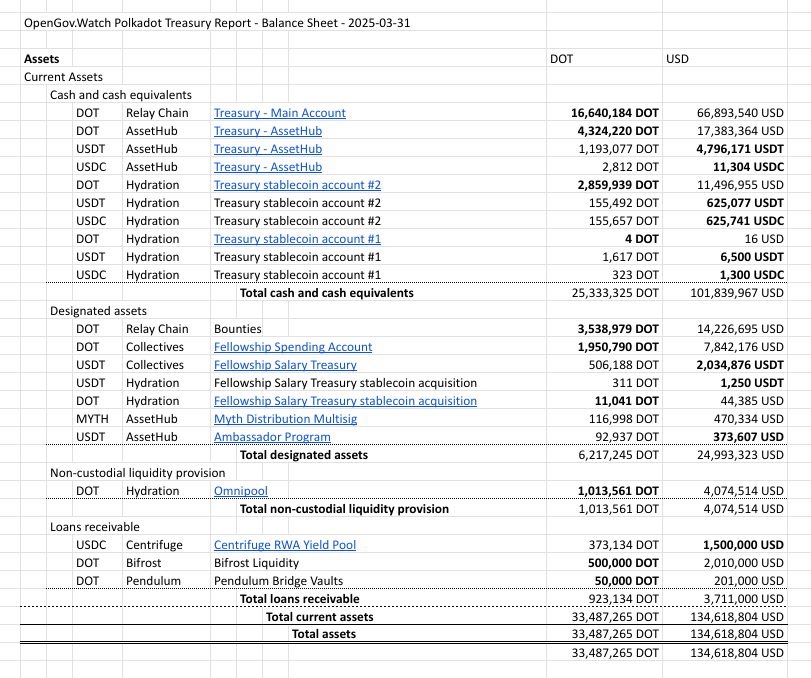 OpenGov.Watch Polkadot Treasury Report - Balance Sheet - 2025-03-31
Assets DOT USD
Current Assets
Cash and cash equivalents
DOT Relay Chain Treasury - Main Account 16,640,184 DOT 66,893,540 USD
DOT AssetHub Treasury - AssetHub 4,324,220 DOT 17,383,364 USD
USDT AssetHub Treasury - AssetHub 1,193,077 DOT 4,796,171 USDT
USDC AssetHub Treasury - AssetHub 2,812 DOT 11,304 USDC
DOT Hydration Treasury stablecoin account #2 2,859,939 DOT 11,496,955 USD
USDT Hydration Treasury stablecoin account #2 155,492 DOT 625,077 USDT
USDC Hydration Treasury stablecoin account #2 155,657 DOT 625,741 USDC
DOT Hydration Treasury stablecoin account #1 4 DOT 16 USD
USDT Hydration Treasury stablecoin account #1 1,617 DOT 6,500 USDT
USDC Hydration Treasury stablecoin account #1 323 DOT 1,300 USDC
Total cash and cash equivalents 25,333,325 DOT 101,839,967 USD
Designated assets
DOT Relay Chain Bounties 3,538,979 DOT 14,226,695 USD
DOT Collectives Fellowship Spending Account 1,950,790 DOT 7,842,176 USD
USDT Collectives Fellowship Salary Treasury 506,188 DOT 2,034,876 USDT
USDT Hydration Fellowship Salary Treasury stablecoin acquisition 311 DOT 1,250 USDT
DOT Hydration Fellowship Salary Treasury stablecoin acquisition 11,041 DOT 44,385 USD
MYTH AssetHub Myth Distribution Multisig 116,998 DOT 470,334 USD
USDT AssetHub Ambassador Program 92,937 DOT 373,607 USD
Total designated assets 6,217,245 DOT 24,993,323 USD
Non-custodial liquidity provision
DOT Hydration Omnipool 1,013,561 DOT 4,074,514 USD
Total non-custodial liquidity provision 1,013,561 DOT 4,074,514 USD
Loans receivable
USDC Centrifuge Centrifuge RWA Yield Pool 373,134 DOT 1,500,000 USD
DOT Bifrost Bifrost Liquidity 500,000 DOT 2,010,000 USD
DOT Pendulum Pendulum Bridge Vaults 50,000 DOT 201,000 USD
Total loans receivable 923,134 DOT 3,711,000 USD
Total current assets 33,487,265 DOT 134,618,804 USD
Total assets 33,487,265 DOT 134,618,804 USD
33,487,265 DOT 134,618,804 USD